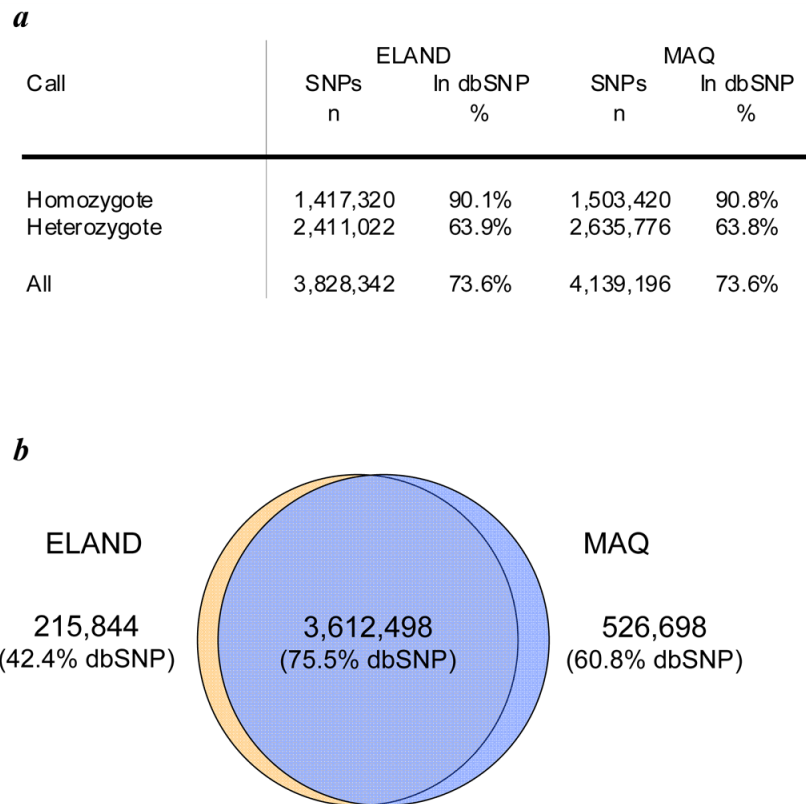 a
ELAND MAQ
Call SNPs In dbSNP SNPs In dbSNP
n % n %
Homozygote 1,417,320 90.1% 1,503,420 90.8%
Heterozygote 2,411,022 63.9% 2,635,776 63.8%
All 3,828,342 73.6% 4,139,196 73.6%
b
ELAND MAQ
215,844 3,612,498 526,698
(42.4% dbSNP) (75.5% dbSNP) (60.8% dbSNP)